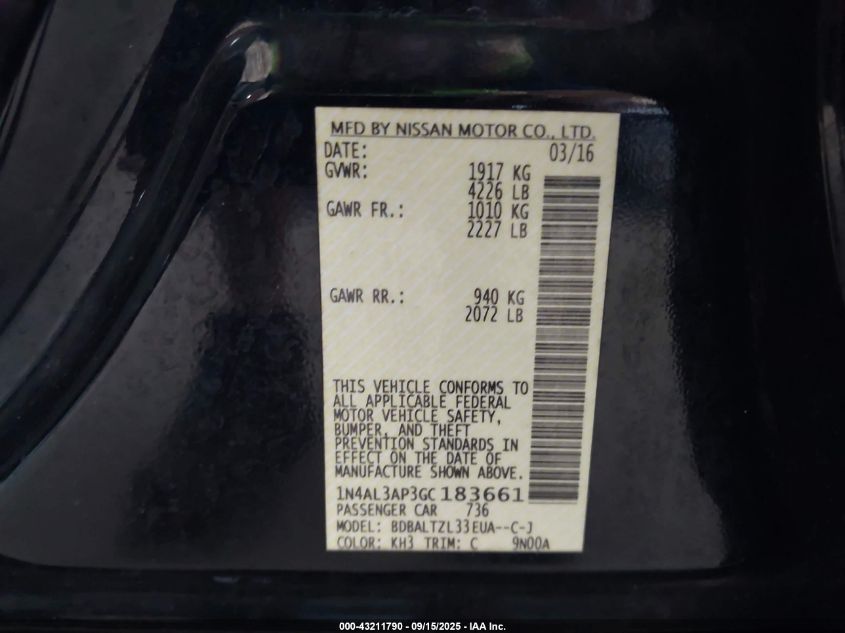 MFD BY NISSAN MOTOR CO., LTD.
DATE: 03/16
GVWR: 1917 KG
4226 LB
GAWR FR.: 1010 KG
2227 LB
GAWR RR.: 940 KG
2072 LB
THIS VEHICLE CONFORMS TO
ALL APPLICABLE FEDERAL
MOTOR VEHICLE SAFETY,
BUMPER, AND THEFT
PREVENTION STANDARDS IN
EFFECT ON THE DATE OF
MANUFACTURE SHOWN ABOVE.
1N4AL3AP3GC183661
PASSENGER CAR 736
MODEL: BDBALTZL33EUA--C-J
COLOR: KH3 TRIM: C 9N00A
000-43211790 - 09/15/2025 - IAA Inc.